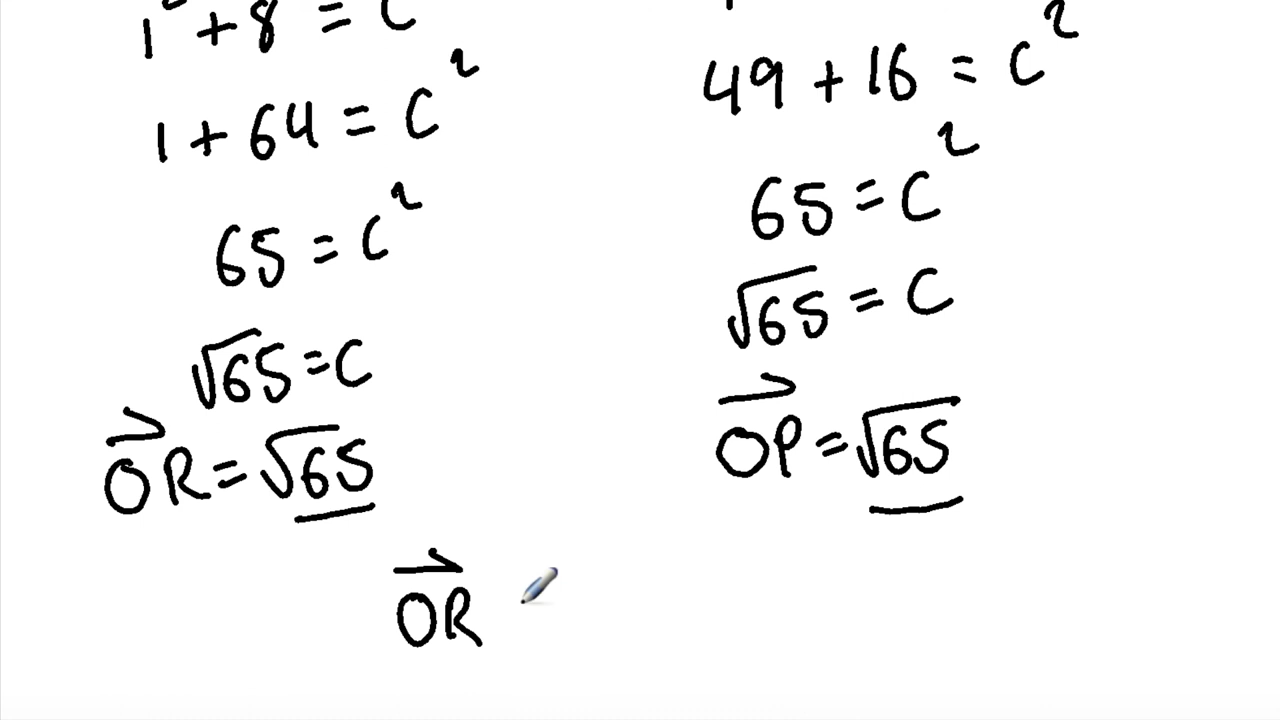 1² + 8 = C
1 + 64 = C²
65 = C²
√65 = C
→
OR = √65
49 + 16 = C²
65 = C²
√65 = C
→
OP = √65
→
OR